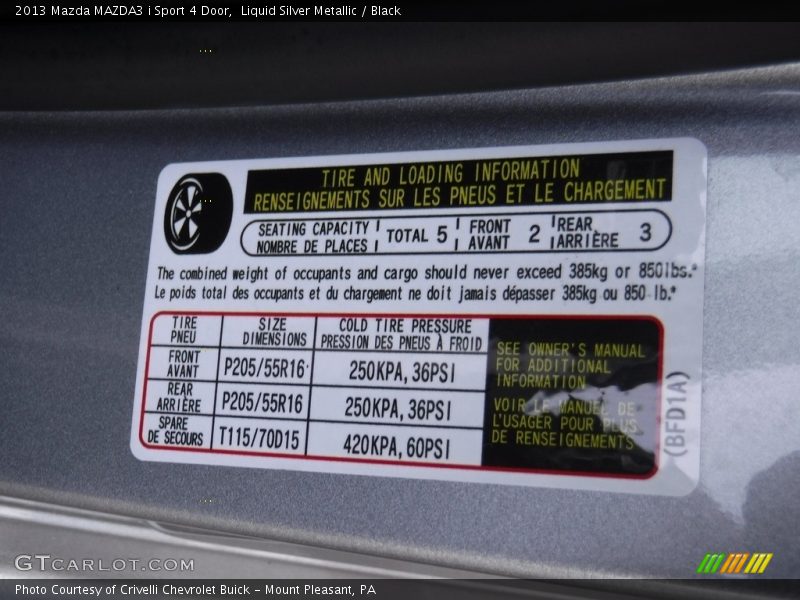 2013 Mazda MAZDA3 i Sport 4 Door,  Liquid Silver Metallic / Black
TIRE AND LOADING INFORMATION
RENSEIGNEMENTS SUR LES PNEUS ET LE CHARGEMENT
SEATING CAPACITY
NOMBRE DE PLACES
TOTAL 5
FRONT
AVANT
2
REAR
ARRIÈRE
3
The combined weight of occupants and cargo should never exceed 385kg or 850lbs.*
Le poids total des occupants et du chargement ne doit jamais dépasser 385kg ou 850 lb.*
TIRE
PNEU
SIZE
DIMENSIONS
COLD TIRE PRESSURE
PRESSION DES PNEUS À FROID
FRONT
AVANT
P205/55R16
250KPA, 36PSI
REAR
ARRIÈRE
P205/55R16
250KPA, 36PSI
SPARE
DE SECOURS
T115/70D15
420KPA, 60PSI
SEE OWNER'S MANUAL
FOR ADDITIONAL
INFORMATION
VOIR LE MANUEL DE
L'USAGER POUR PLUS
DE RENSEIGNEMENTS
(BFD1A)
GTCARLOT.COM
Photo Courtesy of Crivelli Chevrolet Buick - Mount Pleasant, PA